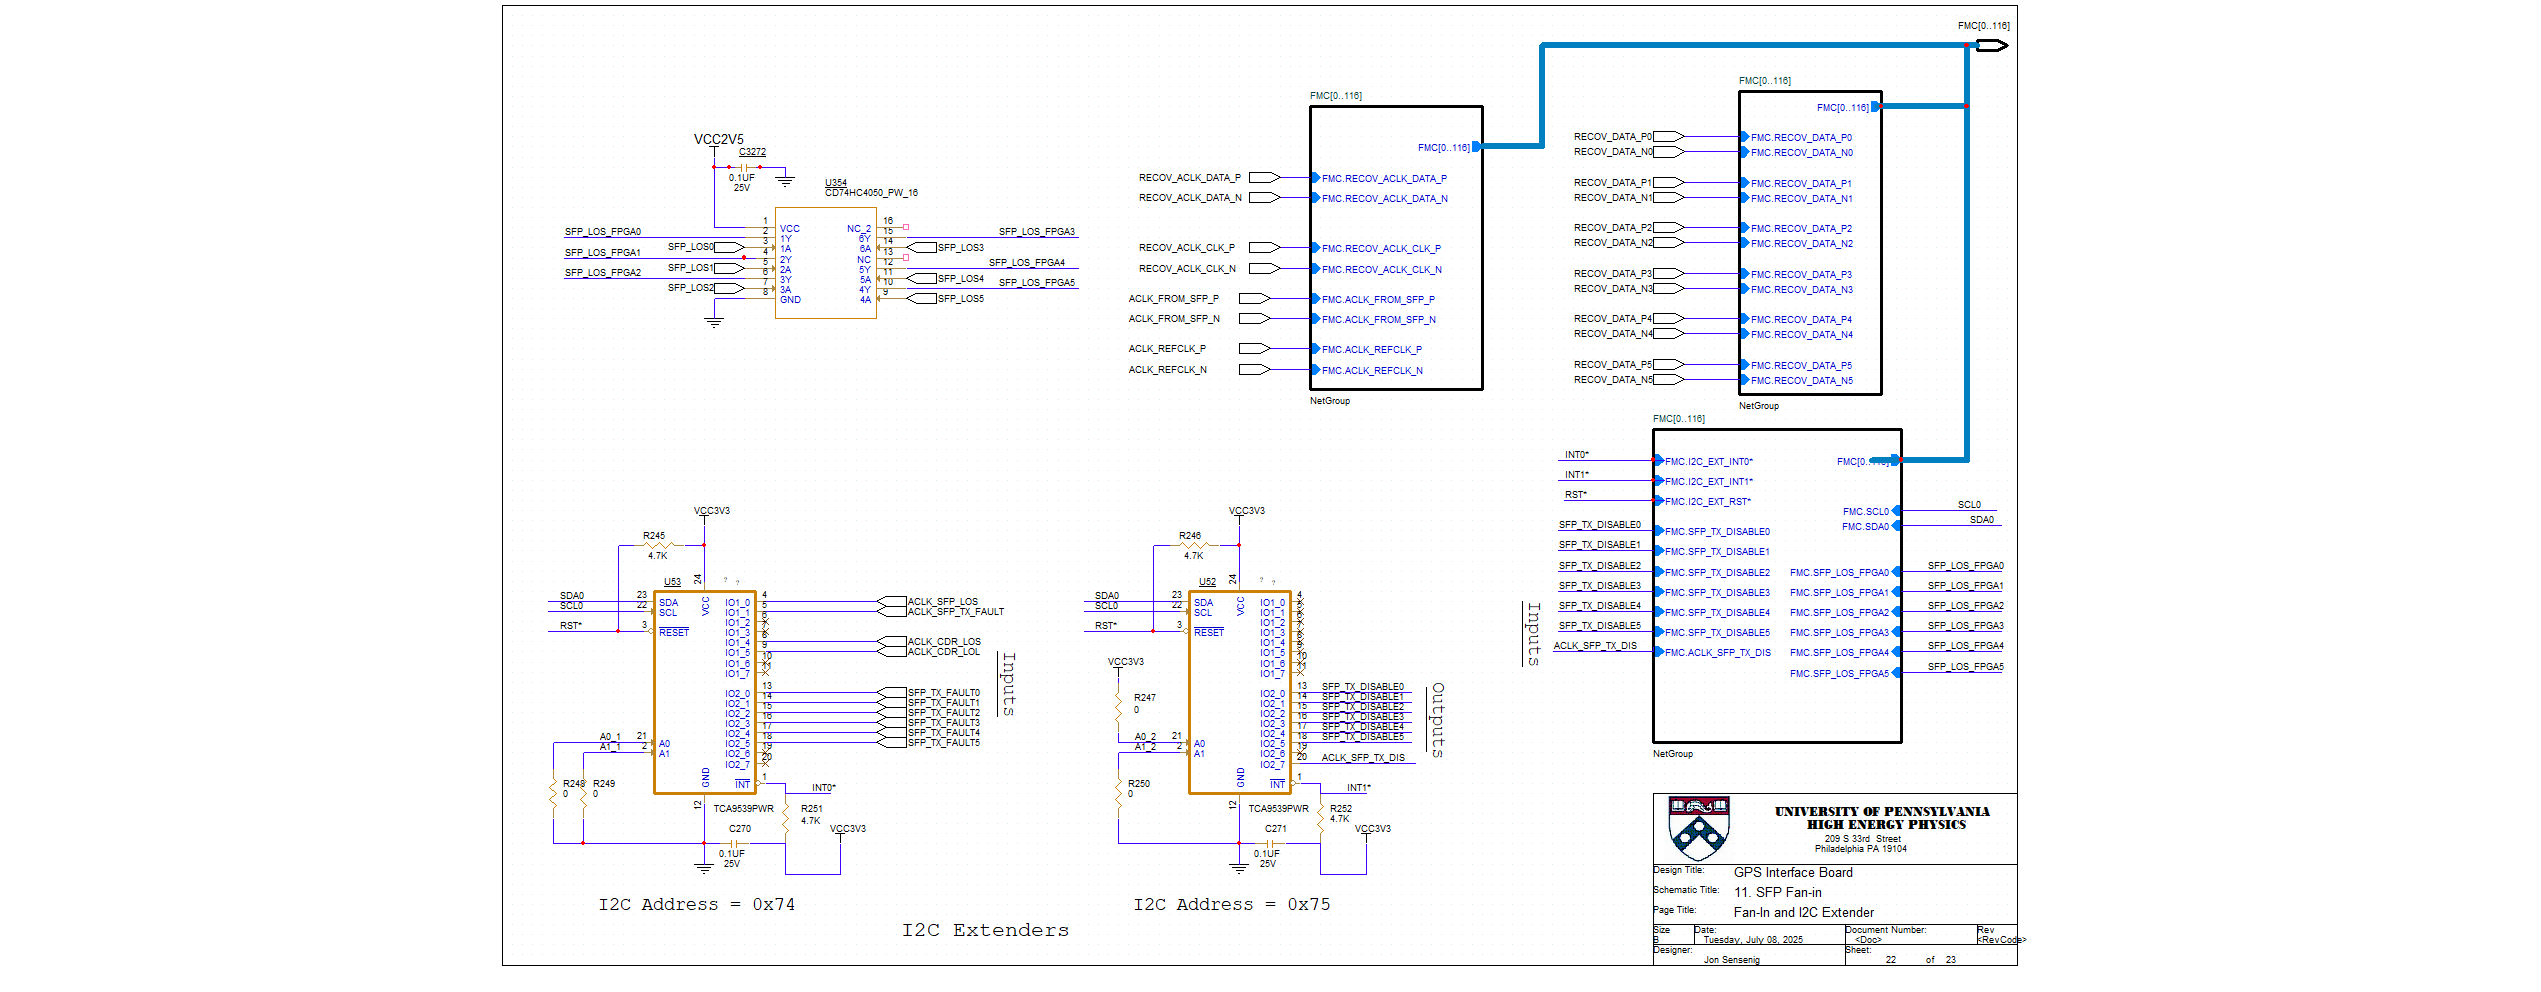 FMC[0..116]
FMC[0..116]
FMC[0..116]
RECOV_DATA_P0
FMC.RECOV_DATA_P0
RECOV_DATA_N0
FMC.RECOV_DATA_N0
RECOV_DATA_P1
FMC.RECOV_DATA_P1
RECOV_DATA_N1
FMC.RECOV_DATA_N1
RECOV_DATA_P2
FMC.RECOV_DATA_P2
RECOV_DATA_N2
FMC.RECOV_DATA_N2
RECOV_DATA_P3
FMC.RECOV_DATA_P3
RECOV_DATA_N3
FMC.RECOV_DATA_N3
RECOV_DATA_P4
FMC.RECOV_DATA_P4
RECOV_DATA_N4
FMC.RECOV_DATA_N4
RECOV_DATA_P5
FMC.RECOV_DATA_P5
RECOV_DATA_N5
FMC.RECOV_DATA_N5
NetGroup
FMC[0..116]
FMC[0..116]
RECOV_ACLK_DATA_P
FMC.RECOV_ACLK_DATA_P
RECOV_ACLK_DATA_N
FMC.RECOV_ACLK_DATA_N
RECOV_ACLK_CLK_P
FMC.RECOV_ACLK_CLK_P
RECOV_ACLK_CLK_N
FMC.RECOV_ACLK_CLK_N
ACLK_FROM_SFP_P
FMC.ACLK_FROM_SFP_P
ACLK_FROM_SFP_N
FMC.ACLK_FROM_SFP_N
ACLK_REFCLK_P
FMC.ACLK_REFCLK_P
ACLK_REFCLK_N
FMC.ACLK_REFCLK_N
NetGroup
VCC2V5
C3272
0.1UF
25V
U354
CD74HC4050_PW_16
1 VCC
2 1Y SFP_LOS_FPGA0
3 1A SFP_LOS0
4 2Y SFP_LOS_FPGA1
5 2A SFP_LOS1
6 3Y SFP_LOS_FPGA2
7 3A SFP_LOS2
8 GND
NC_2 16
6Y 15 SFP_LOS_FPGA3
6A 14 SFP_LOS3
NC 13
5Y 12 SFP_LOS_FPGA4
5A 11 SFP_LOS4
4Y 10 SFP_LOS_FPGA5
4A 9 SFP_LOS5
FMC[0..116]
INT0*
FMC.I2C_EXT_INT0*
INT1*
FMC.I2C_EXT_INT1*
RST*
FMC.I2C_EXT_RST*
SFP_TX_DISABLE0
FMC.SFP_TX_DISABLE0
SFP_TX_DISABLE1
FMC.SFP_TX_DISABLE1
SFP_TX_DISABLE2
FMC.SFP_TX_DISABLE2
SFP_TX_DISABLE3
FMC.SFP_TX_DISABLE3
SFP_TX_DISABLE4
FMC.SFP_TX_DISABLE4
SFP_TX_DISABLE5
FMC.SFP_TX_DISABLE5
ACLK_SFP_TX_DIS
FMC.ACLK_SFP_TX_DIS
Inputs
FMC.SCL0
SCL0
FMC.SDA0
SDA0
FMC.SFP_LOS_FPGA0
SFP_LOS_FPGA0
FMC.SFP_LOS_FPGA1
SFP_LOS_FPGA1
FMC.SFP_LOS_FPGA2
SFP_LOS_FPGA2
FMC.SFP_LOS_FPGA3
SFP_LOS_FPGA3
FMC.SFP_LOS_FPGA4
SFP_LOS_FPGA4
FMC.SFP_LOS_FPGA5
SFP_LOS_FPGA5
NetGroup
VCC3V3
R245
4.7K
U53
24 VCC
? ?
SDA0 23 SDA
SCL0 22 SCL
RST* 3 RESET
A0_1 21 A0
A1_1 2 A1
IO1_0 4 ACLK_SFP_LOS
IO1_1 5 ACLK_SFP_TX_FAULT
IO1_2
IO1_3
IO1_4 ACLK_CDR_LOS
IO1_5 9 ACLK_CDR_LOL
IO1_6 10
IO1_7 11
IO2_0 13 SFP_TX_FAULT0
IO2_1 14 SFP_TX_FAULT1
IO2_2 15 SFP_TX_FAULT2
IO2_3 16 SFP_TX_FAULT3
IO2_4 17 SFP_TX_FAULT4
IO2_5 18 SFP_TX_FAULT5
IO2_6 19
IO2_7 20
INT 1
INT0*
Inputs
R248
0
R249
0
GND
12
TCA9539PWR
R251
4.7K
C270
0.1UF
25V
VCC3V3
I2C Address = 0x74
VCC3V3
R246
4.7K
U52
24 VCC
? ?
SDA0 23 SDA
SCL0 22 SCL
RST* 3 RESET
VCC3V3
R247
0
A0_2 21 A0
A1_2 2 A1
IO1_0 4
IO1_1
IO1_2
IO1_3
IO1_4
IO1_5
IO1_6 10
IO1_7 11
IO2_0 13 SFP_TX_DISABLE0
IO2_1 14 SFP_TX_DISABLE1
IO2_2 15 SFP_TX_DISABLE2
IO2_3 16 SFP_TX_DISABLE3
IO2_4 17 SFP_TX_DISABLE4
IO2_5 18 SFP_TX_DISABLE5
IO2_6 19
IO2_7 20 ACLK_SFP_TX_DIS
INT 1
INT1*
Outputs
R250
0
GND
12
TCA9539PWR
R252
4.7K
C271
0.1UF
25V
VCC3V3
I2C Address = 0x75
I2C Extenders
UNIVERSITY OF PENNSYLVANIA
HIGH ENERGY PHYSICS
209 S 33rd Street
Philadelphia PA 19104
Design Title: GPS Interface Board
Schematic Title: 11. SFP Fan-in
Page Title: Fan-In and I2C Extender
Size B
Date: Tuesday, July 08, 2025
Document Number: <Doc>
Rev <RevCode>
Designer: Jon Sensenig
Sheet: 22 of 23